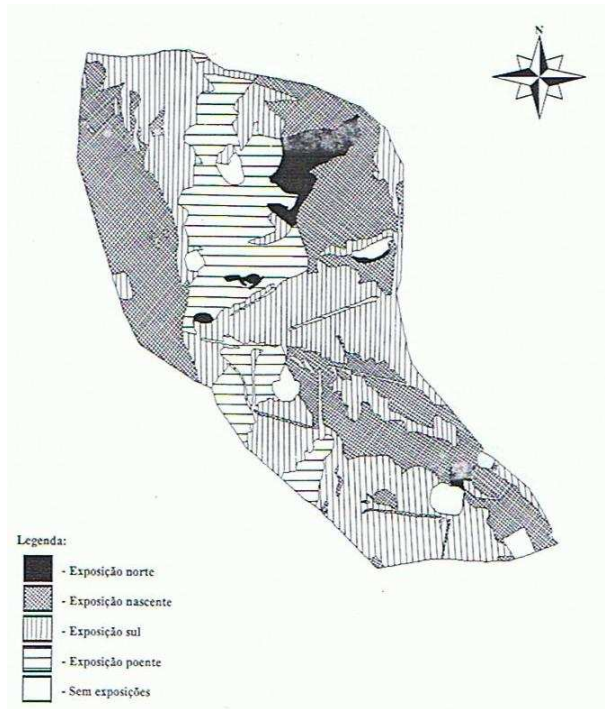 N
Legenda:
- Exposição norte
- Exposição nascente
- Exposição sul
- Exposição poente
- Sem exposições